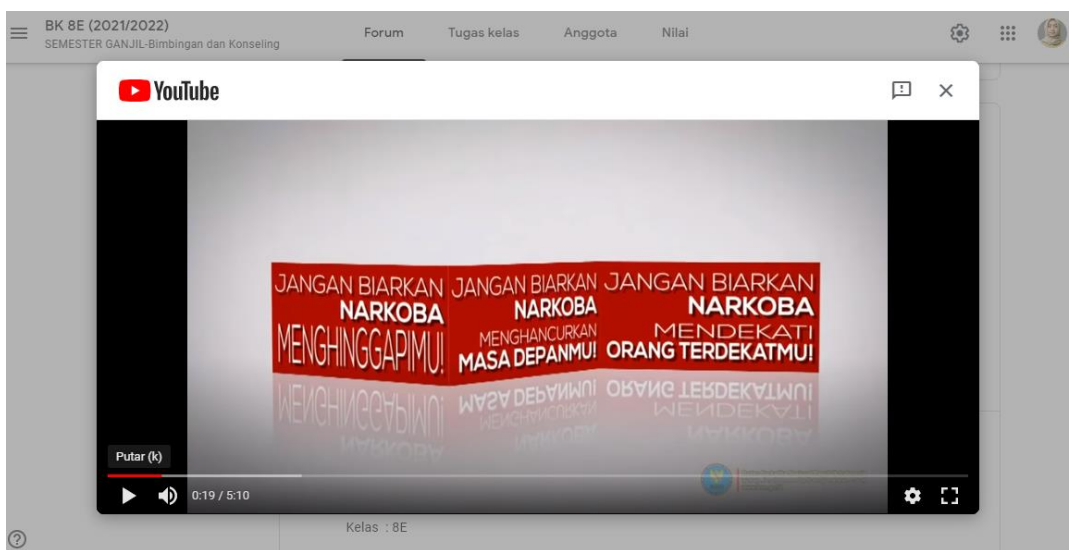 BK 8E (2021/2022)
SEMESTER GANJIL-Bimbingan dan Konseling
Forum
Tugas kelas
Anggota
Nilai
YouTube
JANGAN BIARKAN
NARKOBA
MENGHINGGAPIMU!
JANGAN BIARKAN
NARKOBA
MENGHANCURKAN
MASA DEPANMU!
JANGAN BIARKAN
NARKOBA
MENDEKATI
ORANG TERDEKATMU!
Putar (k)
0:19 / 5:10
Kelas : 8E